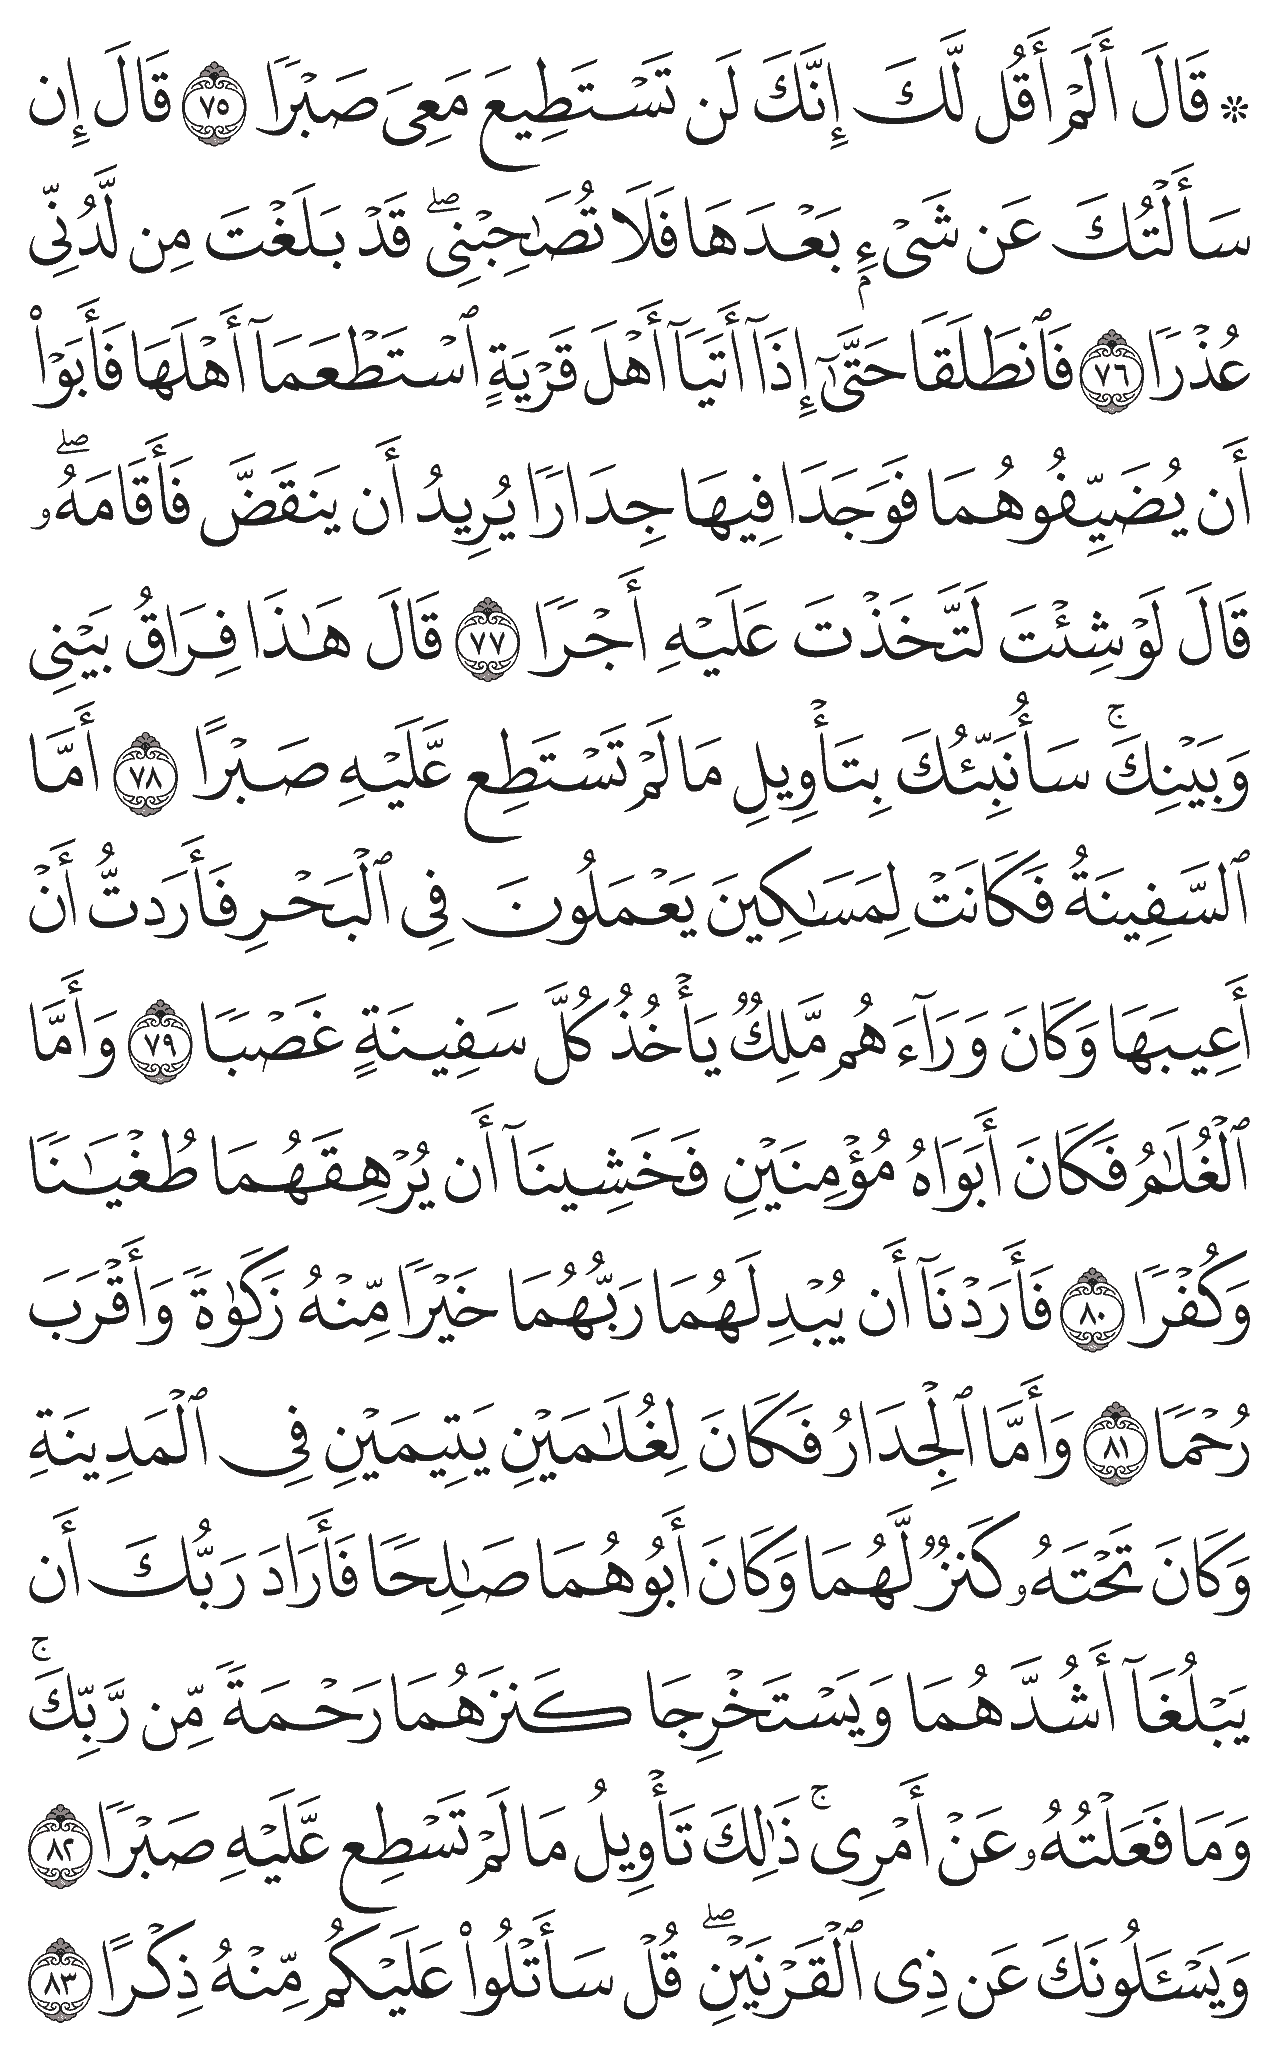 ۞ قَالَ أَلَمْ أَقُل لَّكَ إِنَّكَ لَن تَسْتَطِيعَ مَعِىَ صَبْرًا ٧٥ قَالَ إِن
سَأَلْتُكَ عَن شَىْءٍۭ بَعْدَهَا فَلَا تُصَٰحِبْنِى ۖ قَدْ بَلَغْتَ مِن لَّدُنِّى
عُذْرًا ٧٦ فَٱنطَلَقَا حَتَّىٰٓ إِذَآ أَتَيَآ أَهْلَ قَرْيَةٍ ٱسْتَطْعَمَآ أَهْلَهَا فَأَبَوْا۟
أَن يُضَيِّفُوهُمَا فَوَجَدَا فِيهَا جِدَارًا يُرِيدُ أَن يَنقَضَّ فَأَقَامَهُۥ ۖ
قَالَ لَوْ شِئْتَ لَتَّخَذْتَ عَلَيْهِ أَجْرًا ٧٧ قَالَ هَٰذَا فِرَاقُ بَيْنِى
وَبَيْنِكَ ۚ سَأُنَبِّئُكَ بِتَأْوِيلِ مَا لَمْ تَسْتَطِع عَّلَيْهِ صَبْرًا ٧٨ أَمَّا
ٱلسَّفِينَةُ فَكَانَتْ لِمَسَٰكِينَ يَعْمَلُونَ فِى ٱلْبَحْرِ فَأَرَدتُّ أَنْ
أَعِيبَهَا وَكَانَ وَرَآءَهُم مَّلِكٌ يَأْخُذُ كُلَّ سَفِينَةٍ غَصْبًا ٧٩ وَأَمَّا
ٱلْغُلَٰمُ فَكَانَ أَبَوَاهُ مُؤْمِنَيْنِ فَخَشِينَآ أَن يُرْهِقَهُمَا طُغْيَٰنًا
وَكُفْرًا ٨٠ فَأَرَدْنَآ أَن يُبْدِلَهُمَا رَبُّهُمَا خَيْرًا مِّنْهُ زَكَوٰةً وَأَقْرَبَ
رُحْمًا ٨١ وَأَمَّا ٱلْجِدَارُ فَكَانَ لِغُلَٰمَيْنِ يَتِيمَيْنِ فِى ٱلْمَدِينَةِ
وَكَانَ تَحْتَهُۥ كَنزٌ لَّهُمَا وَكَانَ أَبُوهُمَا صَٰلِحًا فَأَرَادَ رَبُّكَ أَن
يَبْلُغَآ أَشُدَّهُمَا وَيَسْتَخْرِجَا كَنزَهُمَا رَحْمَةً مِّن رَّبِّكَ ۚ
وَمَا فَعَلْتُهُۥ عَنْ أَمْرِى ۚ ذَٰلِكَ تَأْوِيلُ مَا لَمْ تَسْطِع عَّلَيْهِ صَبْرًا ٨٢
وَيَسْـَٔلُونَكَ عَن ذِى ٱلْقَرْنَيْنِ ۖ قُلْ سَأَتْلُوا۟ عَلَيْكُم مِّنْهُ ذِكْرًا ٨٣